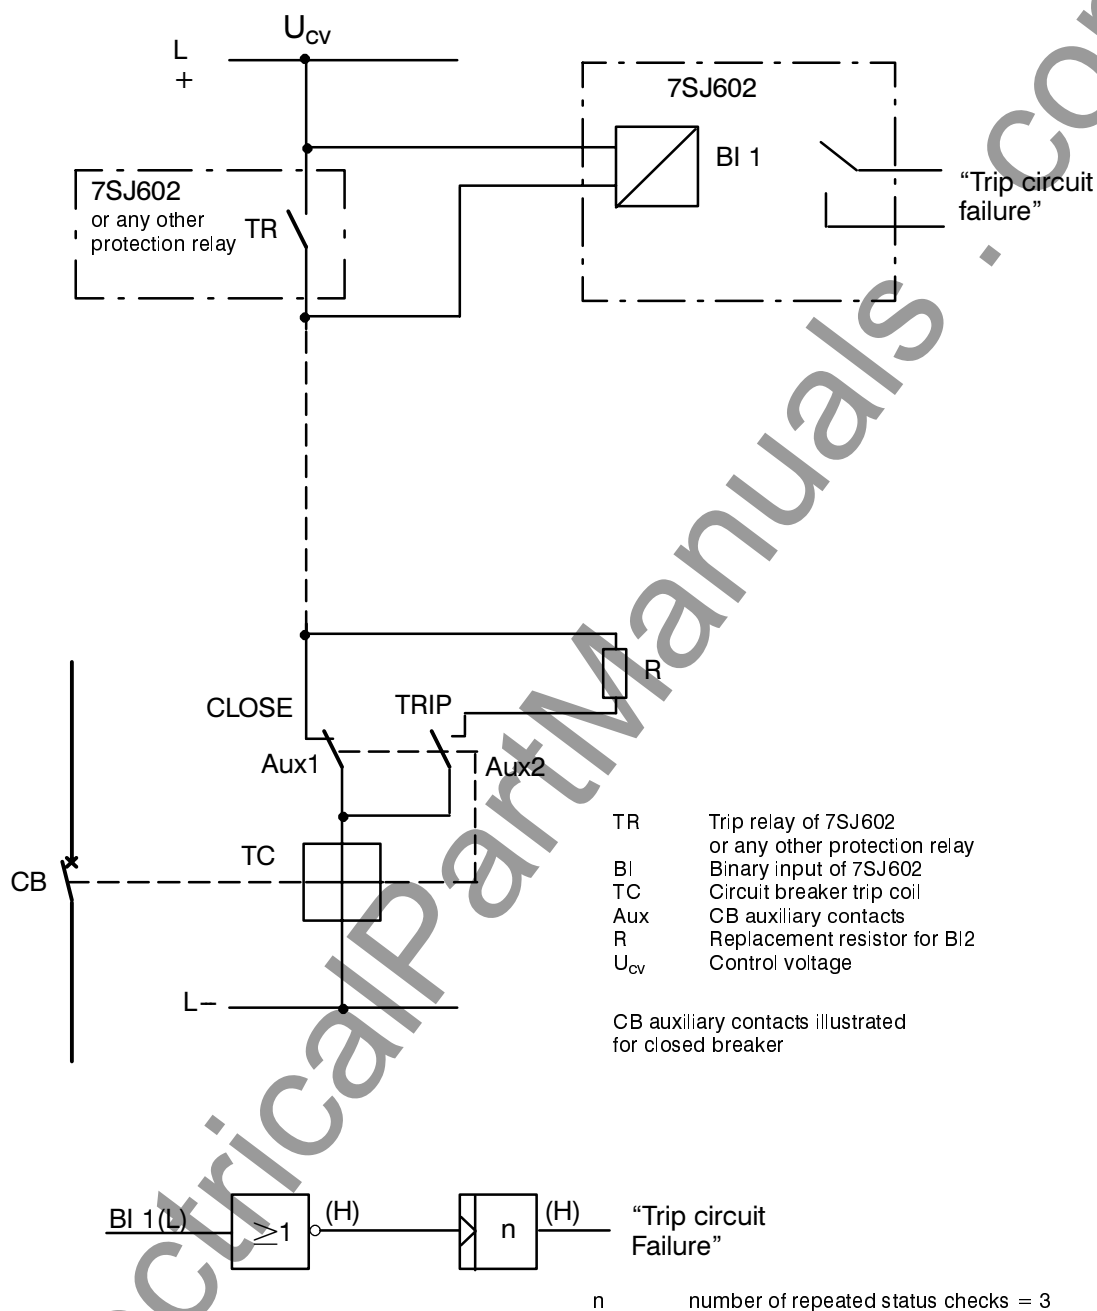 U_cv
L
+
7SJ602
BI 1
"Trip circuit
failure"
7SJ602
or any other
protection relay
TR
R
CLOSE
TRIP
Aux1
Aux2
TC
CB
L−
TR Trip relay of 7SJ602
or any other protection relay
BI Binary input of 7SJ602
TC Circuit breaker trip coil
Aux CB auxiliary contacts
R Replacement resistor for BI2
U_cv Control voltage
CB auxiliary contacts illustrated
for closed breaker
BI 1(L)
≥1
(H)
n
(H)
"Trip circuit
Failure"
n number of repeated status checks = 3
ctricalPartManuals . co